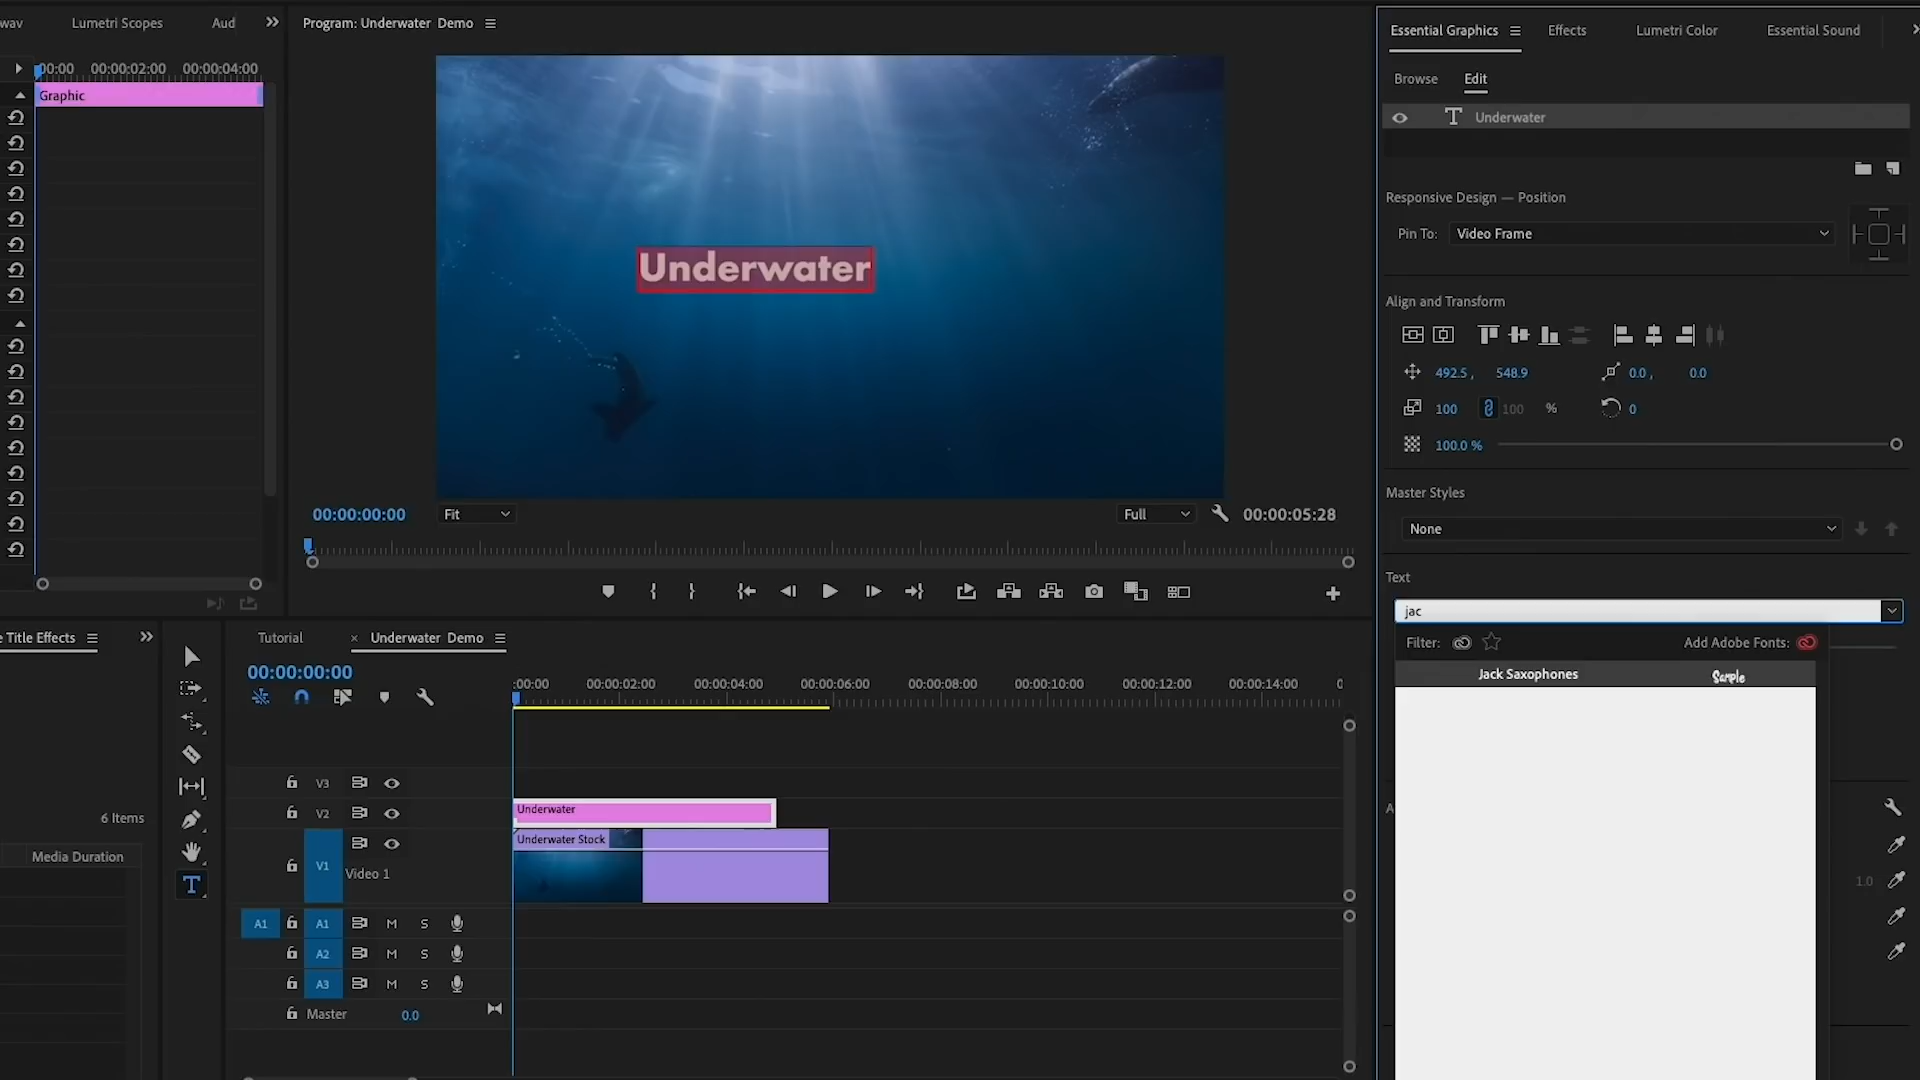 wav
Lumetri Scopes
Aud
Program: Underwater Demo
Essential Graphics
Effects
Lumetri Color
Essential Sound
:00:00
00:00:02:00
00:00:04:00
Graphic
Browse
Edit
Underwater
Responsive Design — Position
Pin To:
Video Frame
Underwater
Align and Transform
492.5 ,
548.9
0.0 ,
0.0
100
100
%
0
100.0 %
Master Styles
None
00:00:00:00
Fit
Full
00:00:05:28
Text
jac
Filter:
Add Adobe Fonts:
Jack Saxophones
Sample
e Title Effects
Tutorial
× Underwater Demo
00:00:00:00
:00:00
00:00:02:00
00:00:04:00
00:00:06:00
00:00:08:00
00:00:10:00
00:00:12:00
00:00:14:00
0
V3
V2
Underwater
6 Items
Underwater Stock
Media Duration
V1
Video 1
A
1.0
A1
A1
M
S
A2
M
S
A3
M
S
Master
0.0